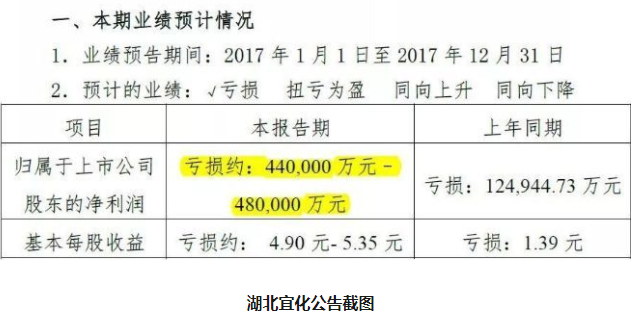 一、本期业绩预计情况
1．业绩预告期间：2017 年 1 月 1 日至 2017 年 12 月 31 日
2．预计的业绩：√亏损 扭亏为盈 同向上升 同向下降
项目 本报告期 上年同期
归属于上市公司
股东的净利润
亏损约：440,000 万元－
480,000 万元
亏损：124,944.73 万元
基本每股收益 亏损约： 4.90 元- 5.35 元 亏损：1.39 元
湖北宜化公告截图